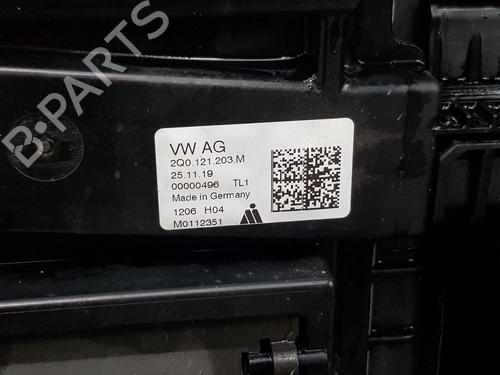 B-PARTS
VW AG
2Q0.121.203.M
25.11.19
00000496 TL1
Made in Germany
1206 H04
M0112351